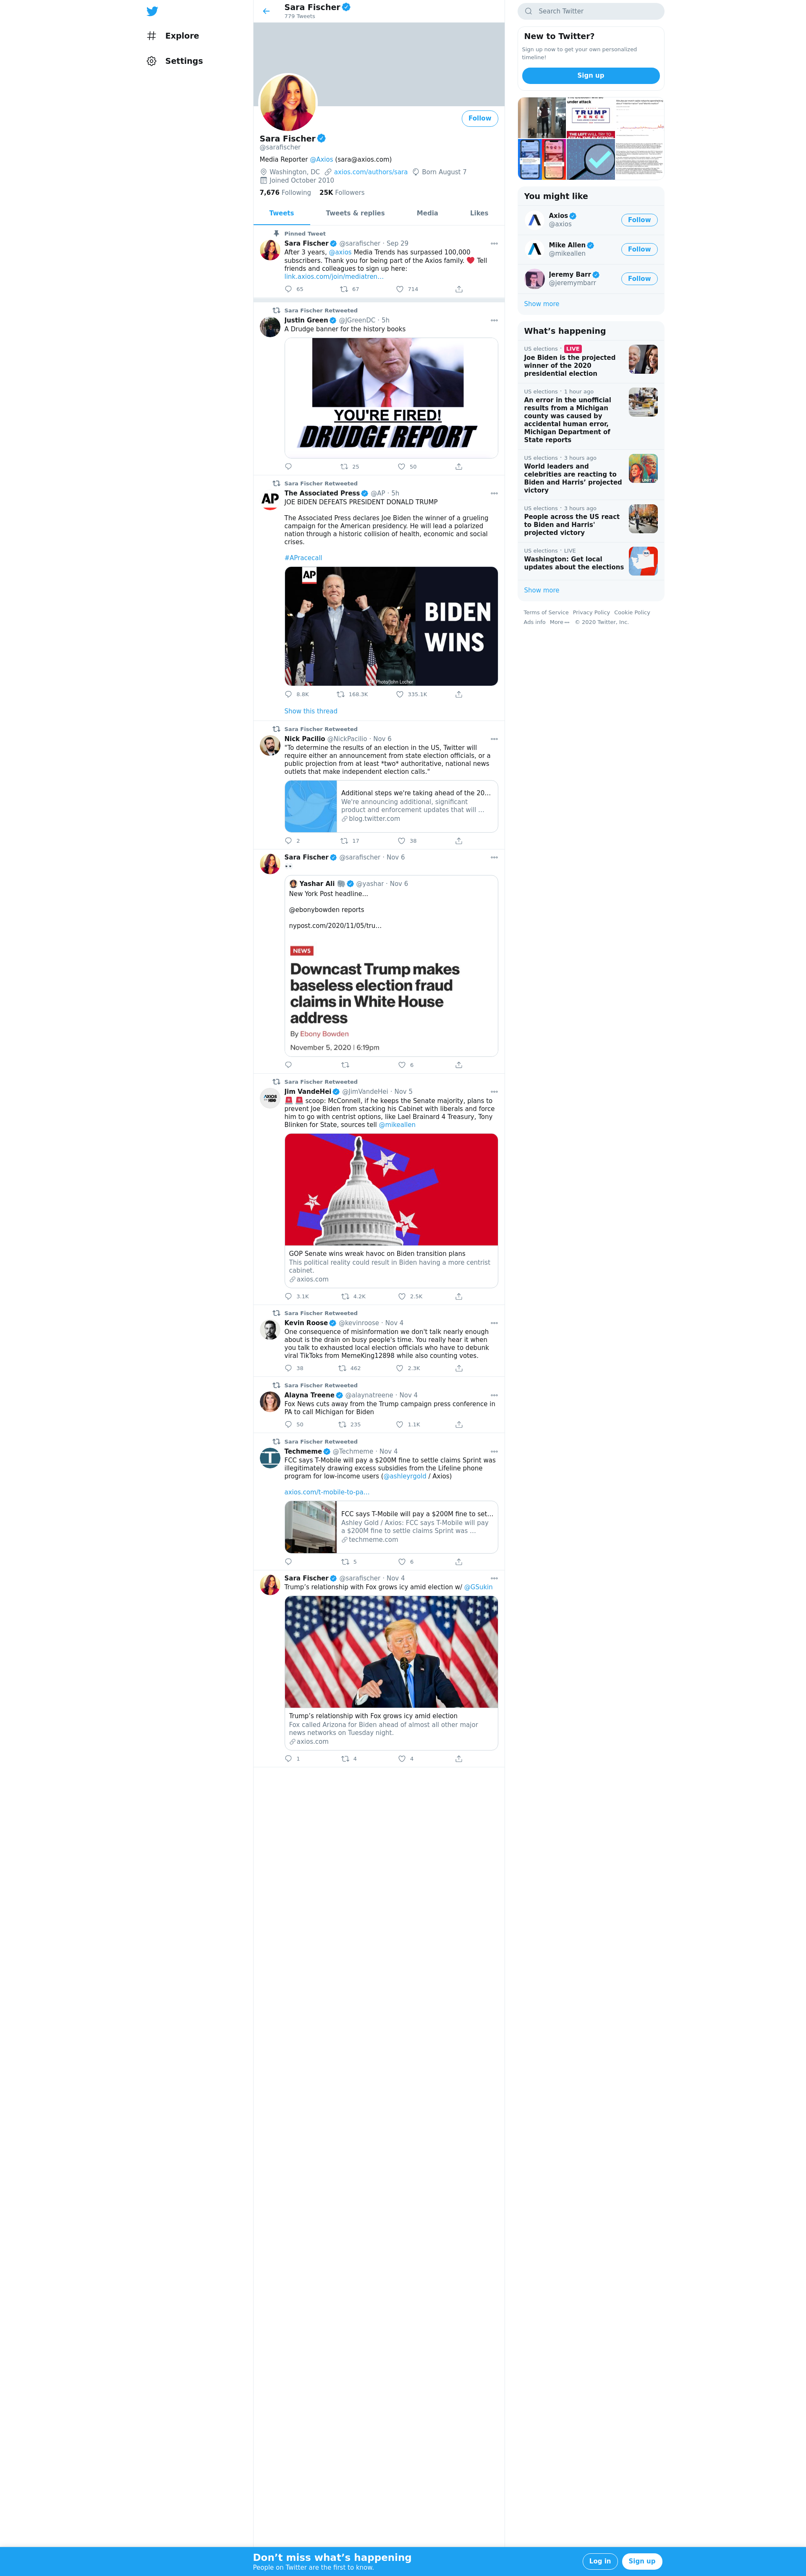 Explore
Settings
Sara Fischer
779 Tweets
Follow
Sara Fischer
@sarafischer
Media Reporter @Axios (sara@axios.com)
Washington, DC axios.com/authors/sara Born August 7
Joined October 2010
7,676 Following 25K Followers
Tweets Tweets & replies Media Likes
Pinned Tweet
Sara Fischer @sarafischer · Sep 29
After 3 years, @axios Media Trends has surpassed 100,000
subscribers. Thank you for being part of the Axios family. ❤️ Tell
friends and colleagues to sign up here:
link.axios.com/join/mediatren…
65 67 714
Sara Fischer Retweeted
Justin Green @JGreenDC · 5h
A Drudge banner for the history books
YOU'RE FIRED!
DRUDGE REPORT
25 50
Sara Fischer Retweeted
The Associated Press @AP · 5h
JOE BIDEN DEFEATS PRESIDENT DONALD TRUMP
The Associated Press declares Joe Biden the winner of a grueling
campaign for the American presidency. He will lead a polarized
nation through a historic collision of health, economic and social
crises.
#APracecall
AP
BIDEN
WINS
8.8K 168.3K 335.1K
Show this thread
Sara Fischer Retweeted
Nick Pacilio @NickPacilio · Nov 6
"To determine the results of an election in the US, Twitter will
require either an announcement from state election officials, or a
public projection from at least *two* authoritative, national news
outlets that make independent election calls."
Additional steps we're taking ahead of the 20…
We're announcing additional, significant
product and enforcement updates that will …
blog.twitter.com
2 17 38
Sara Fischer @sarafischer · Nov 6
👀
Yashar Ali 🐘 @yashar · Nov 6
New York Post headline…
@ebonybowden reports
nypost.com/2020/11/05/tru…
NEWS
Downcast Trump makes
baseless election fraud
claims in White House
address
By Ebony Bowden
November 5, 2020 | 6:19pm
6
Sara Fischer Retweeted
Jim VandeHei @JimVandeHei · Nov 5
🚨 🚨 scoop: McConnell, if he keeps the Senate majority, plans to
prevent Joe Biden from stacking his Cabinet with liberals and force
him to go with centrist options, like Lael Brainard 4 Treasury, Tony
Blinken for State, sources tell @mikeallen
GOP Senate wins wreak havoc on Biden transition plans
This political reality could result in Biden having a more centrist
cabinet.
axios.com
3.1K 4.2K 2.5K
Sara Fischer Retweeted
Kevin Roose @kevinroose · Nov 4
One consequence of misinformation we don't talk nearly enough
about is the drain on busy people's time. You really hear it when
you talk to exhausted local election officials who have to debunk
viral TikToks from MemeKing12898 while also counting votes.
38 462 2.3K
Sara Fischer Retweeted
Alayna Treene @alaynatreene · Nov 4
Fox News cuts away from the Trump campaign press conference in
PA to call Michigan for Biden
50 235 1.1K
Sara Fischer Retweeted
Techmeme @Techmeme · Nov 4
FCC says T-Mobile will pay a $200M fine to settle claims Sprint was
illegitimately drawing excess subsidies from the Lifeline phone
program for low-income users (@ashleyrgold / Axios)
axios.com/t-mobile-to-pa…
FCC says T-Mobile will pay a $200M fine to set…
Ashley Gold / Axios: FCC says T-Mobile will pay
a $200M fine to settle claims Sprint was …
techmeme.com
5 6
Sara Fischer @sarafischer · Nov 4
Trump's relationship with Fox grows icy amid election w/ @GSukin
Trump's relationship with Fox grows icy amid election
Fox called Arizona for Biden ahead of almost all other major
news networks on Tuesday night.
axios.com
1 4 4
Search Twitter
New to Twitter?
Sign up now to get your own personalized
timeline!
Sign up
under attack
TRUMP
PENCE
You might like
Axios
@axios
Follow
Mike Allen
@mikeallen
Follow
Jeremy Barr
@jeremymbarr
Follow
Show more
What's happening
US elections · LIVE
Joe Biden is the projected
winner of the 2020
presidential election
US elections · 1 hour ago
An error in the unofficial
results from a Michigan
county was caused by
accidental human error,
Michigan Department of
State reports
US elections · 3 hours ago
World leaders and
celebrities are reacting to
Biden and Harris' projected
victory
US elections · 3 hours ago
People across the US react
to Biden and Harris'
projected victory
US elections · LIVE
Washington: Get local
updates about the elections
Show more
Terms of Service Privacy Policy Cookie Policy
Ads info More © 2020 Twitter, Inc.
Don't miss what's happening
People on Twitter are the first to know.
Log in
Sign up